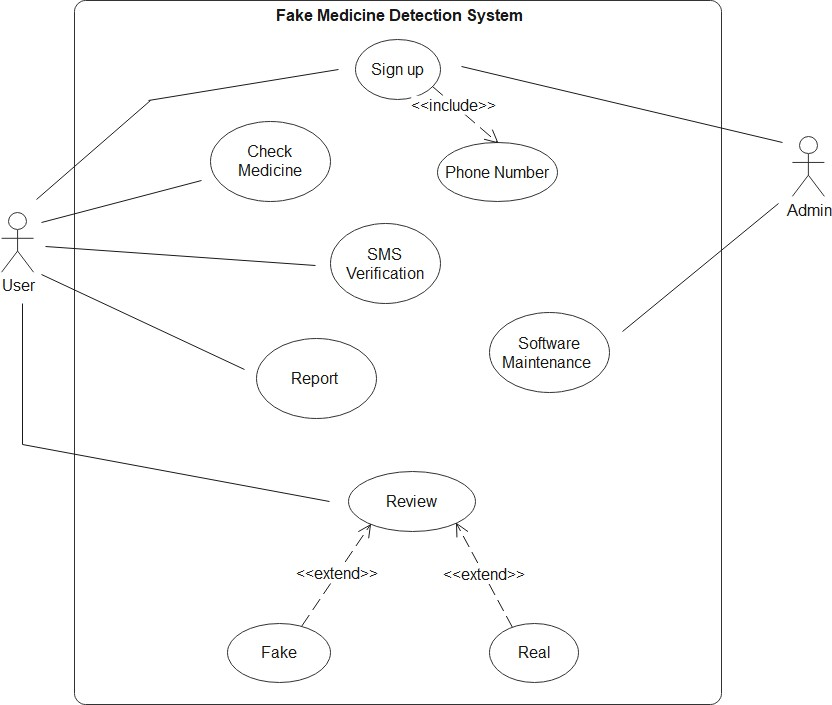 Fake Medicine Detection System
Sign up
<<include>>
Check
Medicine
Phone Number
Admin
User
SMS
Verification
Software
Maintenance
Report
Review
<<extend>>
<<extend>>
Fake
Real